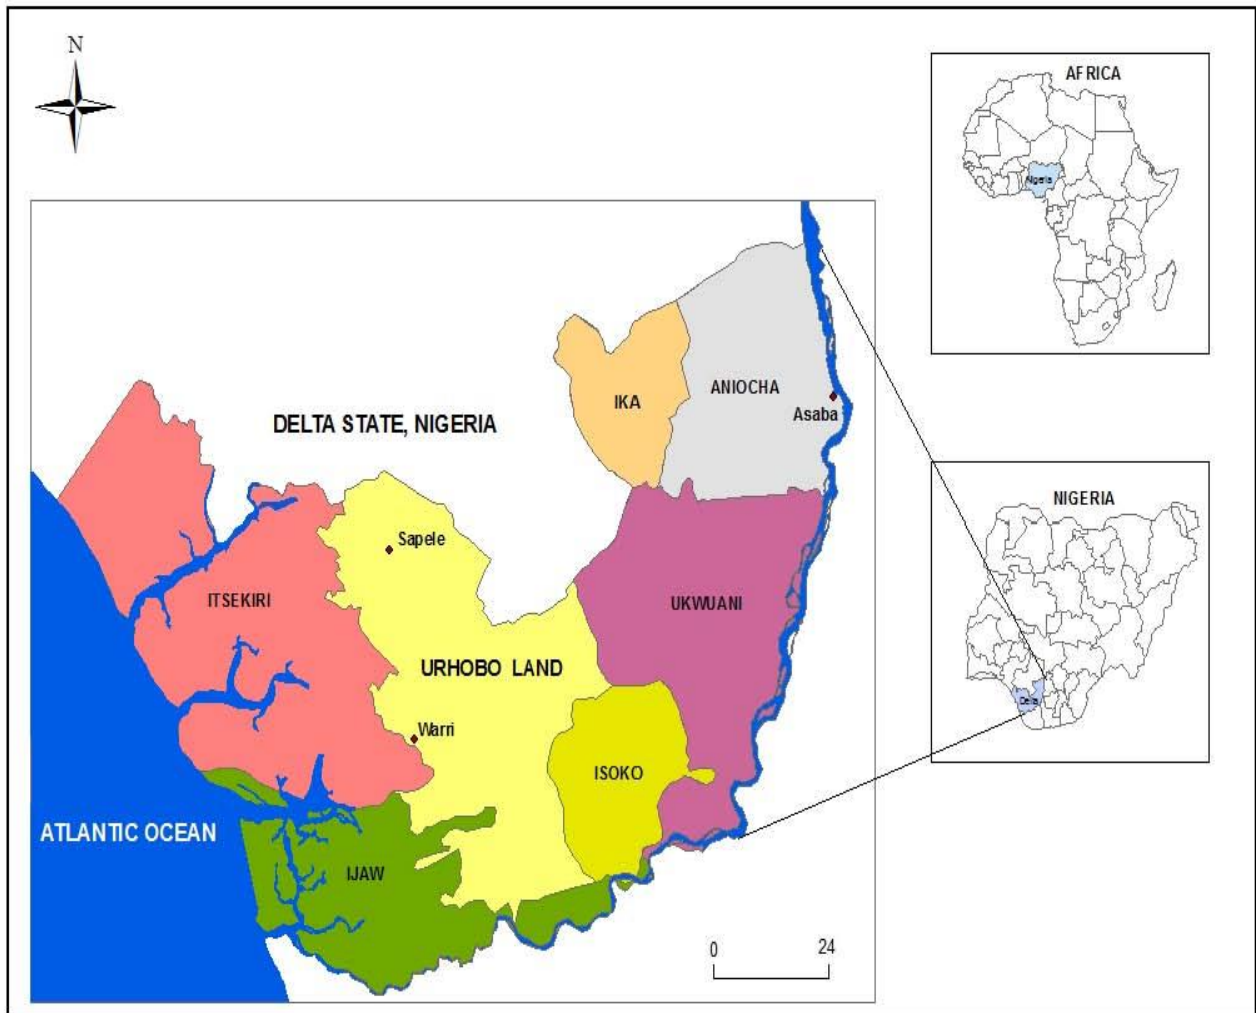 N
AFRICA
Nigeria
DELTA STATE, NIGERIA
IKA
ANIOCHA
Asaba
NIGERIA
Sapele
ITSEKIRI
UKWUANI
URHOBO LAND
Warri
ISOKO
Delta
ATLANTIC OCEAN
IJAW
0 24